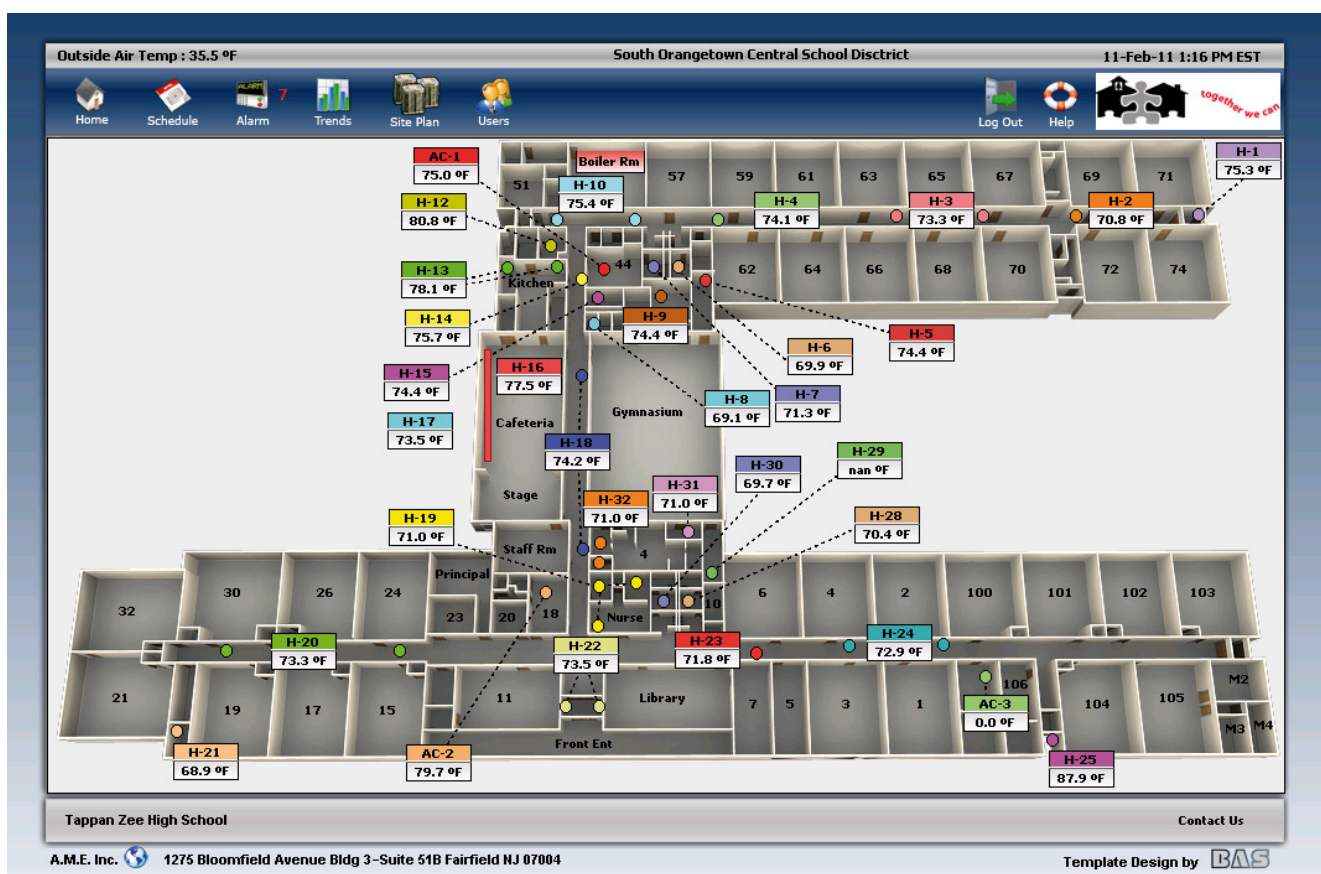 Outside Air Temp : 35.5 ºF
South Orangetown Central School Disctrict
11-Feb-11 1:16 PM EST
Home
Schedule
ALARM
Alarm
7
Trends
Site Plan
Users
Log Out
Help
together we can
AC-1
75.0 ºF
Boiler Rm
H-1
75.3 ºF
51
57
59
61
63
65
67
69
71
H-10
75.4 ºF
H-12
80.8 ºF
H-4
74.1 ºF
H-3
73.3 ºF
H-2
70.8 ºF
H-13
78.1 ºF
Kitchen
44
62
64
66
68
70
72
74
H-14
75.7 ºF
H-9
74.4 ºF
H-5
74.4 ºF
H-6
69.9 ºF
H-15
74.4 ºF
H-16
77.5 ºF
H-8
69.1 ºF
H-7
71.3 ºF
H-17
73.5 ºF
Cafeteria
Gymnasium
H-18
74.2 ºF
H-29
nan ºF
H-30
69.7 ºF
H-31
71.0 ºF
Stage
H-32
71.0 ºF
H-19
71.0 ºF
H-28
70.4 ºF
Staff Rm
4
Principal
32
30
26
24
23
20
18
Nurse
10
6
4
2
100
101
102
103
H-20
73.3 ºF
H-22
73.5 ºF
H-23
71.8 ºF
H-24
72.9 ºF
21
19
17
15
11
Library
7
5
3
1
106
AC-3
0.0 ºF
104
105
M2
M3
M4
Front Ent
H-21
68.9 ºF
AC-2
79.7 ºF
H-25
87.9 ºF
Tappan Zee High School
Contact Us
A.M.E. Inc.
1275 Bloomfield Avenue Bldg 3-Suite 51B Fairfield NJ 07004
Template Design by BAS